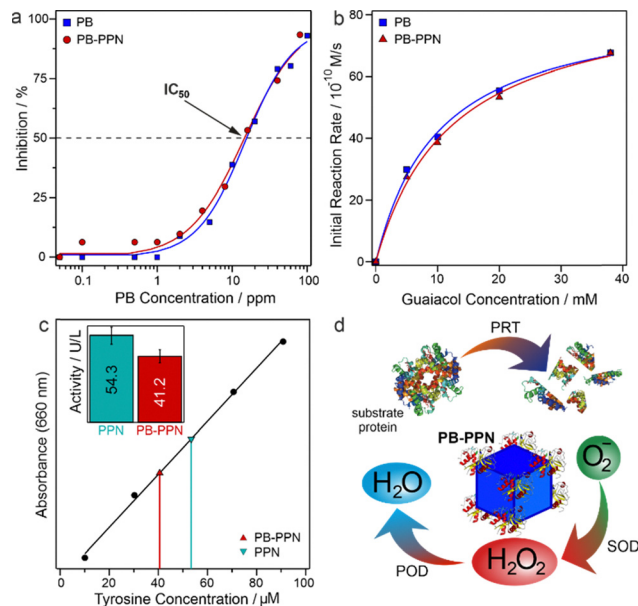 a
PB
PB-PPN
IC50
Inhibition / %
100
75
50
25
0
0.1
1
10
100
PB Concentration / ppm
b
PB
PB-PPN
Initial Reaction Rate / 10⁻¹⁰ M/s
80
60
40
20
0
0
10
20
30
40
Guaiacol Concentration / mM
c
Activity / U/L
54.3
41.2
PPN
PB-PPN
Absorbance (660 nm)
PB-PPN
PPN
0
20
40
60
80
100
Tyrosine Concentration / µM
d
PRT
substrate
protein
PB-PPN
O₂⁻
H₂O
H₂O₂
SOD
POD